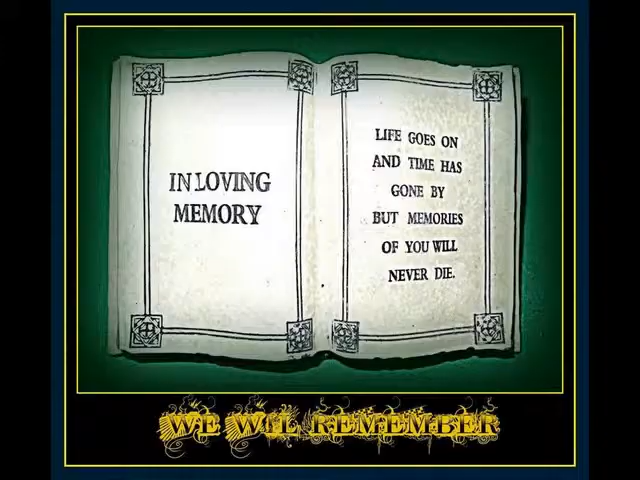 IN LOVING
MEMORY
LIFE GOES ON
AND TIME HAS
GONE BY
BUT MEMORIES
OF YOU WILL
NEVER DIE.
WE WIL REMEMBER